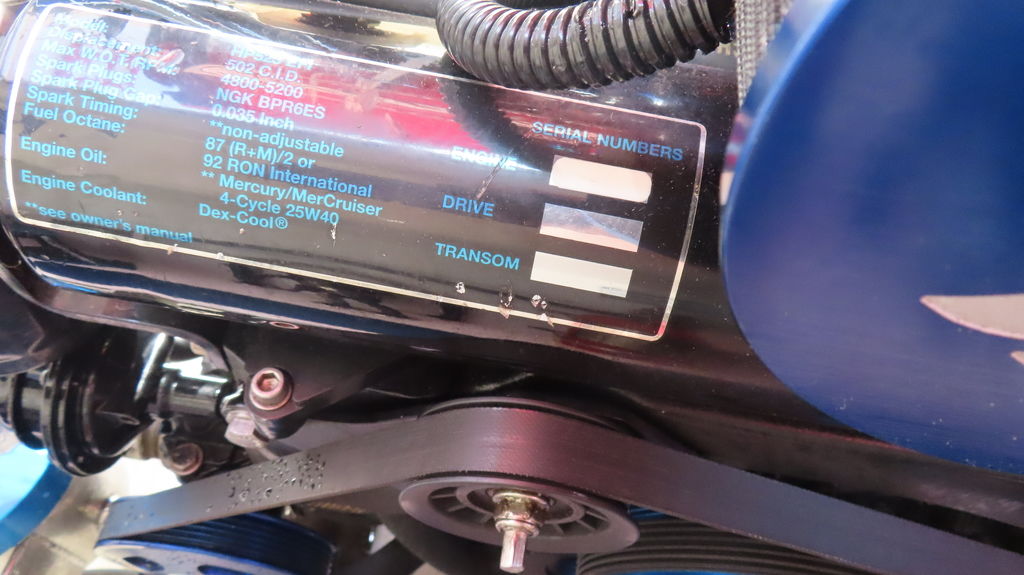 Model:
Displacement: 502 C.I.D.
Max W.O.T. RPM: 4800-5200
Spark Plugs: NGK BPR6ES
Spark Plug Gap: 0.035 Inch
Spark Timing: **non-adjustable
Fuel Octane: 87 (R+M)/2 or
92 RON International
Engine Oil: ** Mercury/MerCruiser
4-Cycle 25W40
Engine Coolant: Dex-Cool®
**see owner's manual
SERIAL NUMBERS
ENGINE
DRIVE
TRANSOM